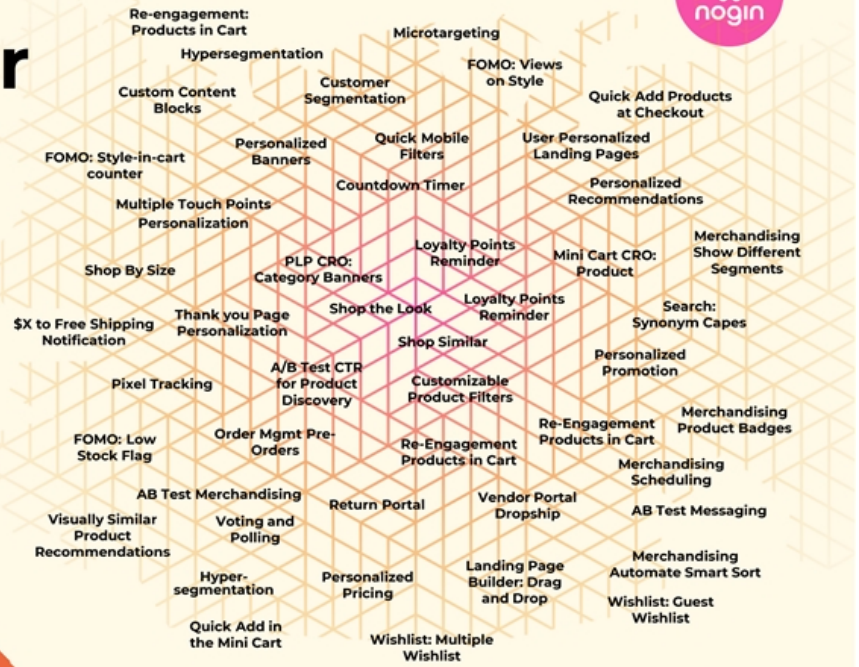 Re-engagement:
Products in Cart
nogin
Microtargeting
r
Hypersegmentation
FOMO: Views
on Style
Customer
Segmentation
Custom Content
Blocks
Quick Add Products
at Checkout
Personalized
Banners
Quick Mobile
Filters
User Personalized
Landing Pages
FOMO: Style-in-cart
counter
Countdown Timer
Personalized
Recommendations
Multiple Touch Points
Personalization
Merchandising
Show Different
Segments
Loyalty Points
Reminder
Mini Cart CRO:
Product
PLP CRO:
Category Banners
Shop By Size
Shop the Look
Loyalty Points
Reminder
Search:
Synonym Capes
Thank you Page
Personalization
$X to Free Shipping
Notification
Shop Similar
Personalized
Promotion
A/B Test CTR
for Product
Discovery
Pixel Tracking
Customizable
Product Filters
Merchandising
Product Badges
Re-Engagement
Products in Cart
FOMO: Low
Stock Flag
Order Mgmt Pre-
Orders
Re-Engagement
Products in Cart
Merchandising
Scheduling
AB Test Merchandising
Return Portal
Vendor Portal
Dropship
AB Test Messaging
Visually Similar
Product
Recommendations
Voting and
Polling
Merchandising
Automate Smart Sort
Hyper-
segmentation
Personalized
Pricing
Landing Page
Builder: Drag
and Drop
Wishlist: Guest
Wishlist
Quick Add in
the Mini Cart
Wishlist: Multiple
Wishlist